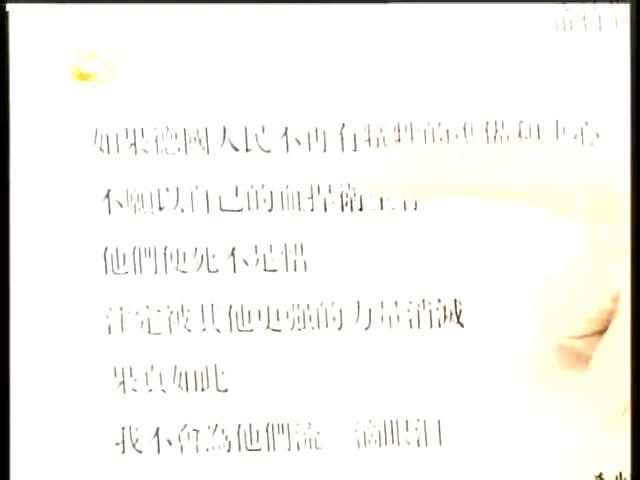 如果德國人民不再有犧牲的準備和決心
不願以自己的血捍衛生存
他們便死不足惜
注定被其他更強的力量消滅
果真如此
我不會為他們流一滴眼淚